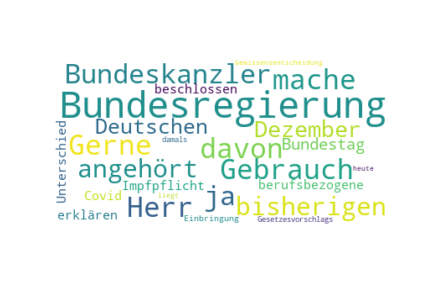 Gewissensentscheidung
Bundeskanzler mache
beschlossen
Bundesregierung
Deutschen Dezember
Unterschied
Gerne damals davon Bundestag
angehört Gebrauch heute
Impfpflicht berufsbezogene
Covid liegt Herr ja bisherigen
erklären Einbringung Gesetzesvorschlags